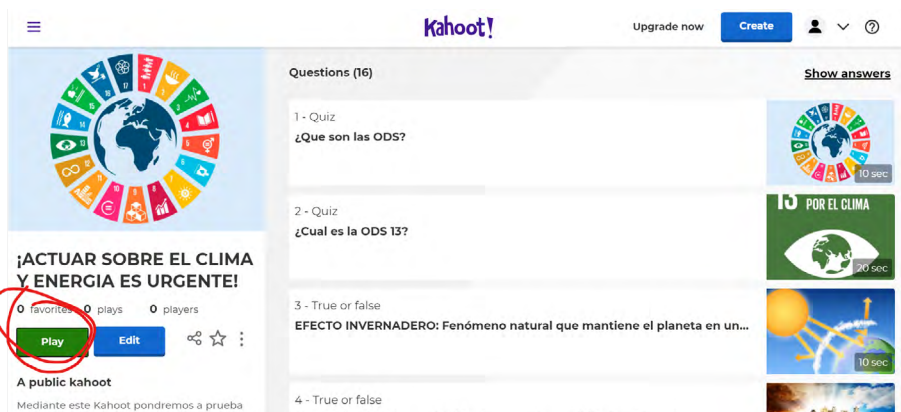 Kahoot!
Upgrade now
Create
Questions (16)
Show answers
1 - Quiz
¿Que son las ODS?
10 sec
2 - Quiz
¿Cual es la ODS 13?
13 POR EL CLIMA
20 sec
¡ACTUAR SOBRE EL CLIMA
Y ENERGIA ES URGENTE!
0 favorites 0 plays 0 players
Play
Edit
3 - True or false
EFECTO INVERNADERO: Fenómeno natural que mantiene el planeta en un...
10 sec
A public kahoot
Mediante este Kahoot pondremos a prueba
4 - True or false